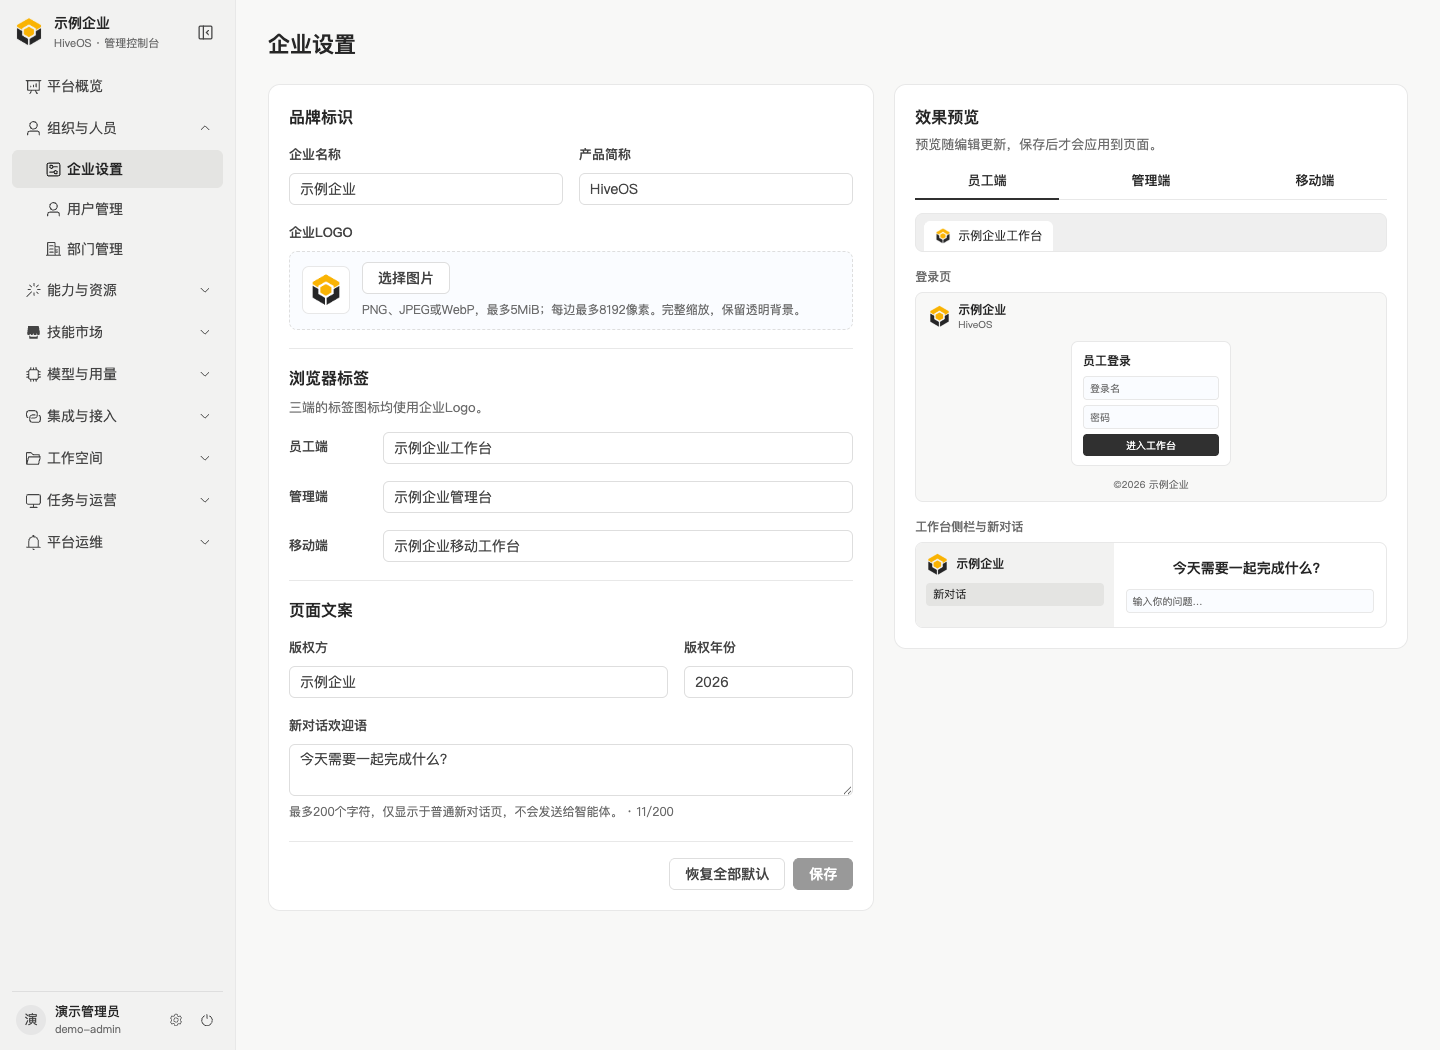 示例企业
HiveOS · 管理控制台
平台概览
组织与人员
企业设置
用户管理
部门管理
能力与资源
技能市场
模型与用量
集成与接入
工作空间
任务与运营
平台运维
演
演示管理员
demo-admin
企业设置
品牌标识
企业名称
产品简称
示例企业
HiveOS
企业LOGO
选择图片
PNG、JPEG或WebP，最多5MiB；每边最多8192像素。完整缩放，保留透明背景。
浏览器标签
三端的标签图标均使用企业Logo。
员工端
示例企业工作台
管理端
示例企业管理台
移动端
示例企业移动工作台
页面文案
版权方
版权年份
示例企业
2026
新对话欢迎语
今天需要一起完成什么？
最多200个字符，仅显示于普通新对话页，不会发送给智能体。 · 11/200
恢复全部默认
保存
效果预览
预览随编辑更新，保存后才会应用到页面。
员工端
管理端
移动端
示例企业工作台
登录页
示例企业
HiveOS
员工登录
登录名
密码
进入工作台
©2026 示例企业
工作台侧栏与新对话
示例企业
新对话
今天需要一起完成什么？
输入你的问题...